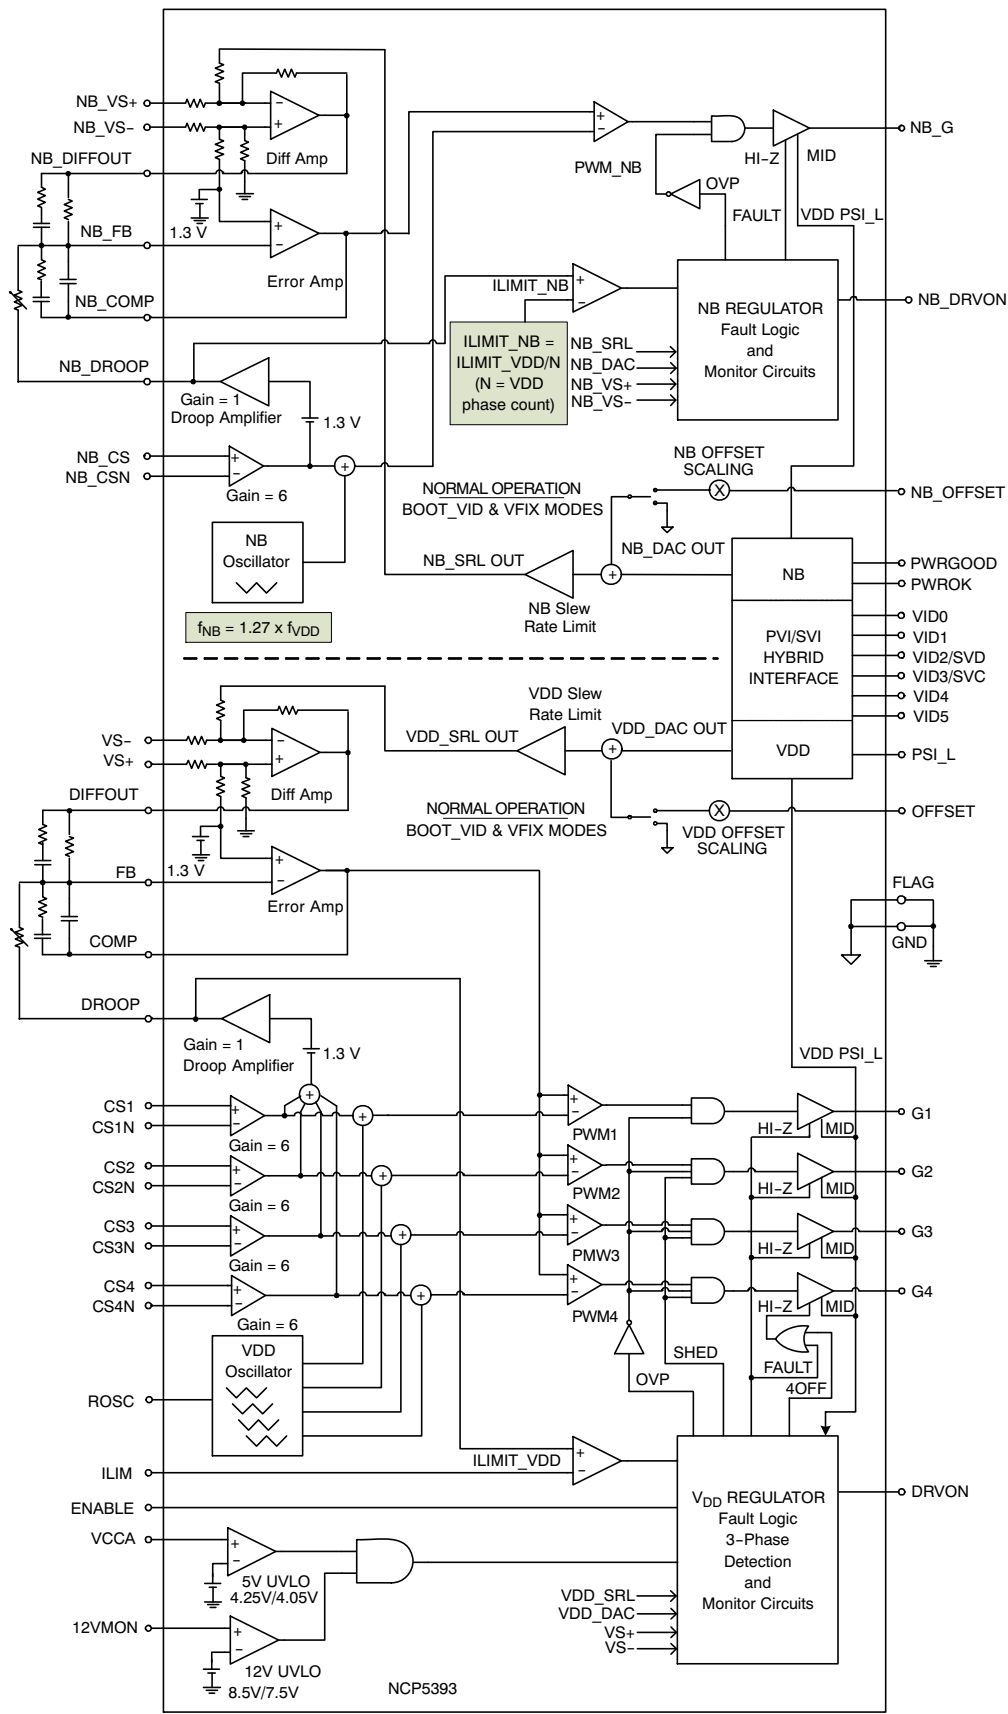 NB_VS+
NB_VS-
NB_DIFFOUT
Diff Amp
NB_FB
1.3 V
Error Amp
NB_COMP
NB_DROOP
Gain = 1
Droop Amplifier
1.3 V
NB_CS
NB_CSN
Gain = 6
NB
Oscillator
fNB = 1.27 x fVDD
PWM_NB
OVP
HI-Z
MID
NB_G
FAULT
VDD PSI_L
ILIMIT_NB
ILIMIT_NB =
ILIMIT_VDD/N
(N = VDD
phase count)
NB_SRL
NB_DAC
NB_VS+
NB_VS-
NB REGULATOR
Fault Logic
and
Monitor Circuits
NB_DRVON
NB OFFSET
SCALING
X
NB_OFFSET
NORMAL OPERATION
BOOT_VID & VFIX MODES
NB_DAC OUT
NB_SRL OUT
NB Slew
Rate Limit
NB
PVI/SVI
HYBRID
INTERFACE
VDD
PWRGOOD
PWROK
VID0
VID1
VID2/SVD
VID3/SVC
VID4
VID5
PSI_L
VDD Slew
Rate Limit
VDD_DAC OUT
VDD_SRL OUT
NORMAL OPERATION
BOOT_VID & VFIX MODES
X
VDD OFFSET
SCALING
OFFSET
VS-
VS+
Diff Amp
DIFFOUT
FB
1.3 V
Error Amp
COMP
FLAG
GND
DROOP
Gain = 1
Droop Amplifier
1.3 V
VDD PSI_L
CS1
CS1N
Gain = 6
PWM1
HI-Z
MID
G1
CS2
CS2N
Gain = 6
PWM2
HI-Z
MID
G2
CS3
CS3N
Gain = 6
PMW3
HI-Z
MID
G3
CS4
CS4N
Gain = 6
PWM4
HI-Z
MID
G4
VDD
Oscillator
ROSC
OVP
SHED
FAULT
4OFF
ILIMIT_VDD
ILIM
ENABLE
VCCA
5V UVLO
4.25V/4.05V
12VMON
12V UVLO
8.5V/7.5V
VDD_SRL
VDD_DAC
VS+
VS-
VDD REGULATOR
Fault Logic
3-Phase
Detection
and
Monitor Circuits
DRVON
NCP5393